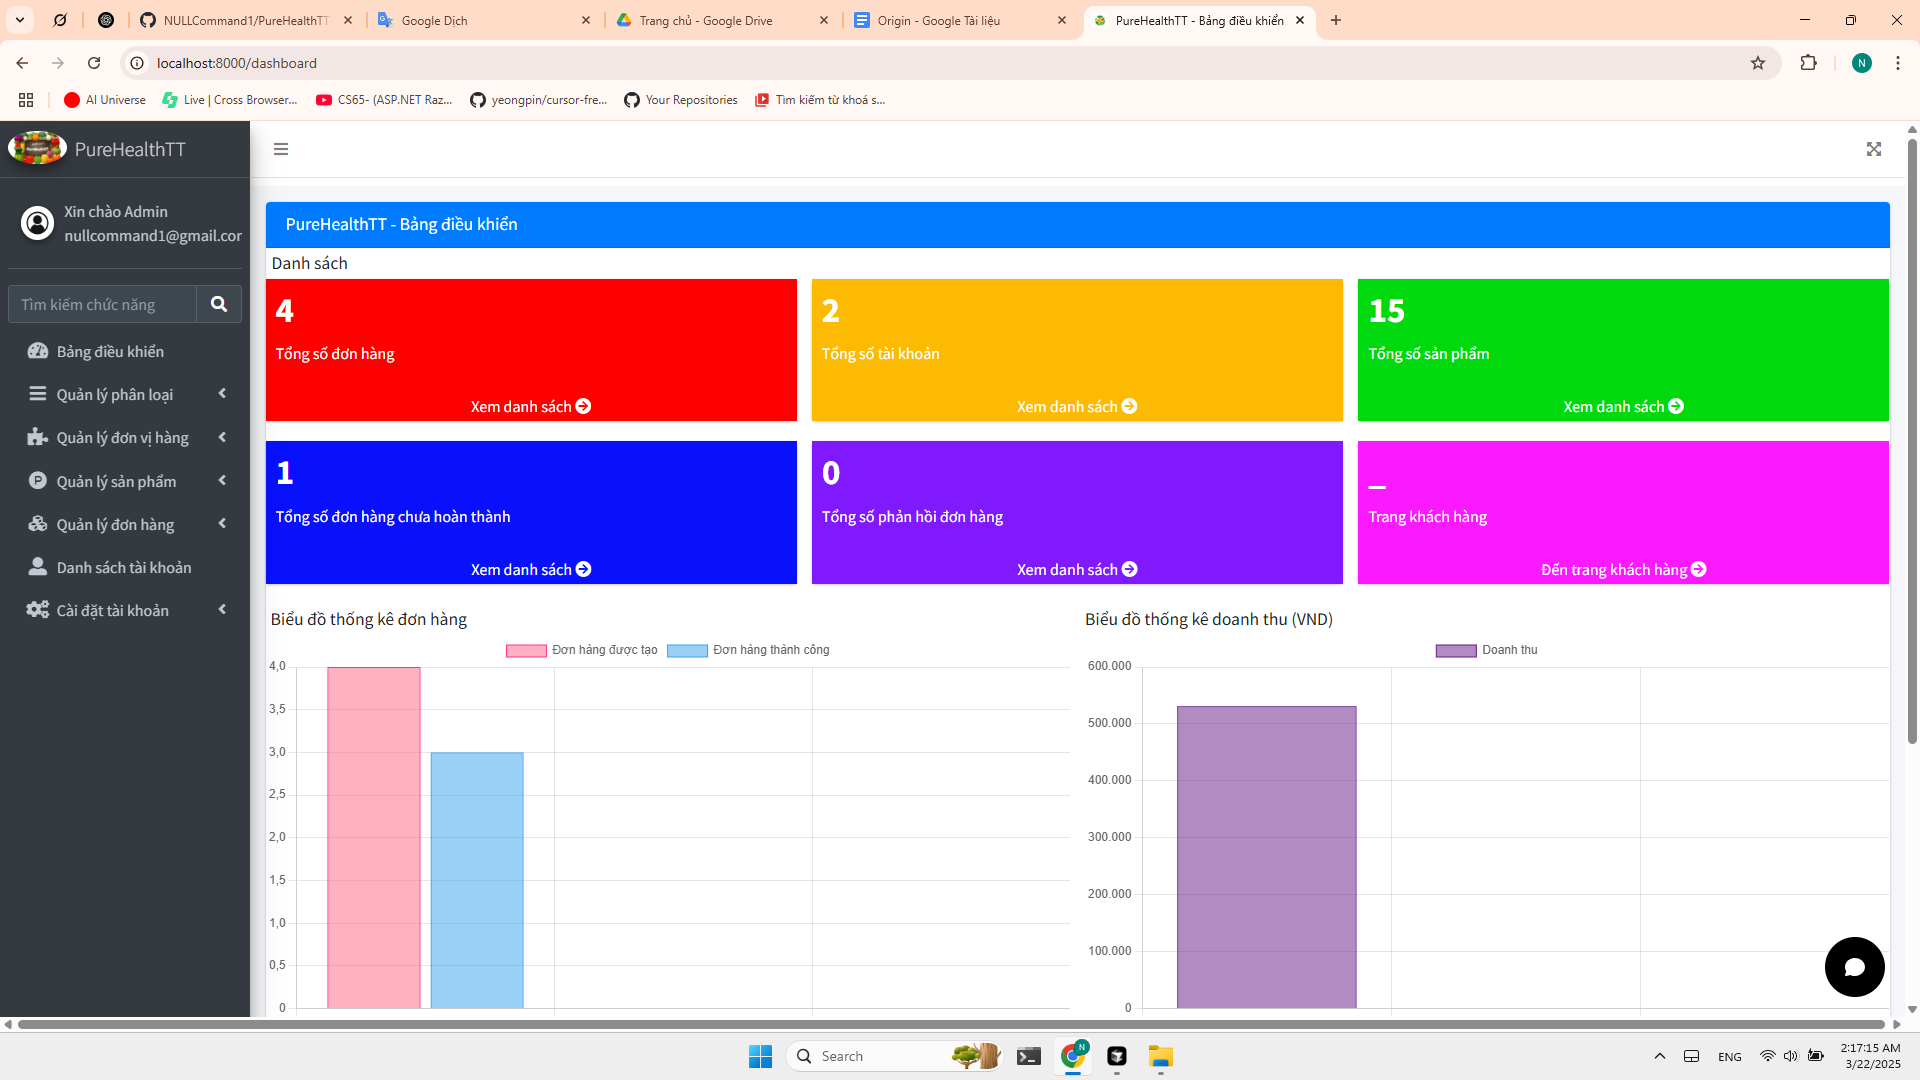 NULLCommand1/PureHealthTT
Google Dịch
Trang chủ - Google Drive
Origin - Google Tài liệu
PureHealthTT - Bảng điều khiển
localhost:8000/dashboard
N
AI Universe
Live | Cross Browser...
CS65- (ASP.NET Raz...
yeongpin/cursor-fre...
Your Repositories
Tìm kiếm từ khoá s...
PureHealthTT
Xin chào Admin
nullcommand1@gmail.cor
Tìm kiếm chức năng
Bảng điều khiển
Quản lý phân loại
Quản lý đơn vị hàng
Quản lý sản phẩm
Quản lý đơn hàng
Danh sách tài khoản
Cài đặt tài khoản
PureHealthTT - Bảng điều khiển
Danh sách
4
Tổng số đơn hàng
Xem danh sách
2
Tổng số tài khoản
Xem danh sách
15
Tổng số sản phẩm
Xem danh sách
1
Tổng số đơn hàng chưa hoàn thành
Xem danh sách
0
Tổng số phản hồi đơn hàng
Xem danh sách
_
Trang khách hàng
Đến trang khách hàng
Biểu đồ thống kê đơn hàng
Đơn hàng được tạo
Đơn hàng thành công
4,0
3,5
3,0
2,5
2,0
1,5
1,0
0,5
0
Biểu đồ thống kê doanh thu (VND)
Doanh thu
600.000
500.000
400.000
300.000
200.000
100.000
0
Search
N
ENG
2:17:15 AM
3/22/2025